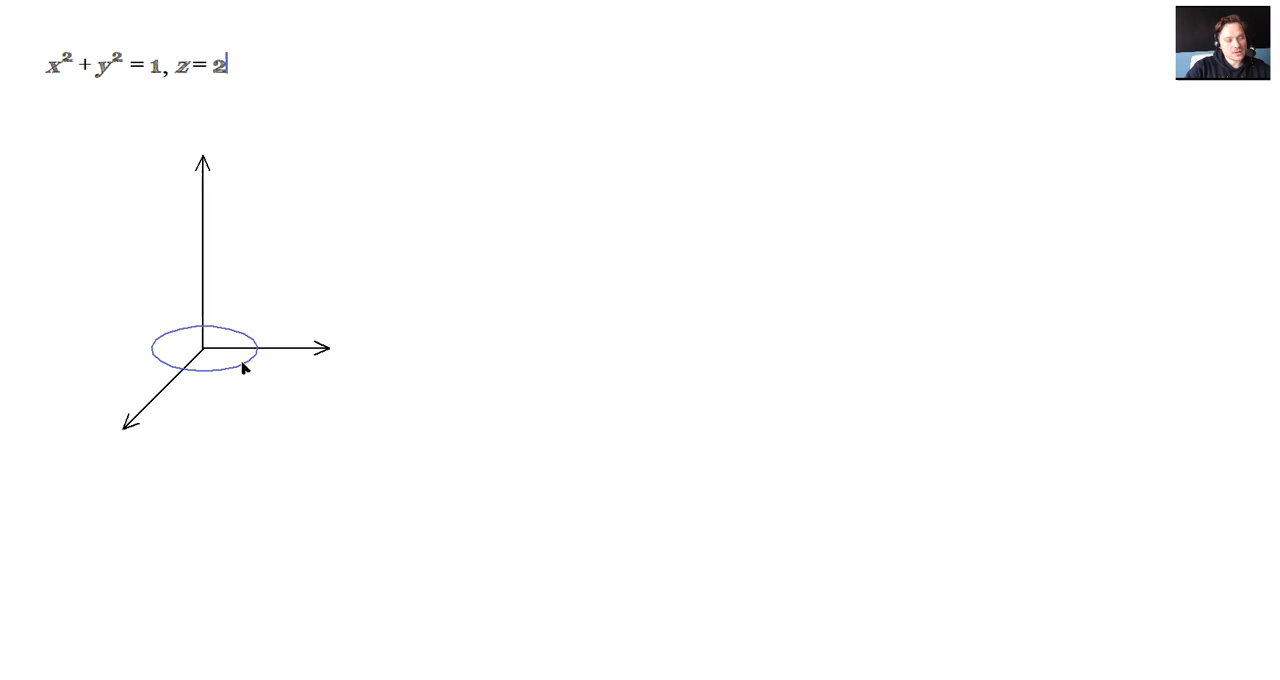 x² + y² = 1, z = 2